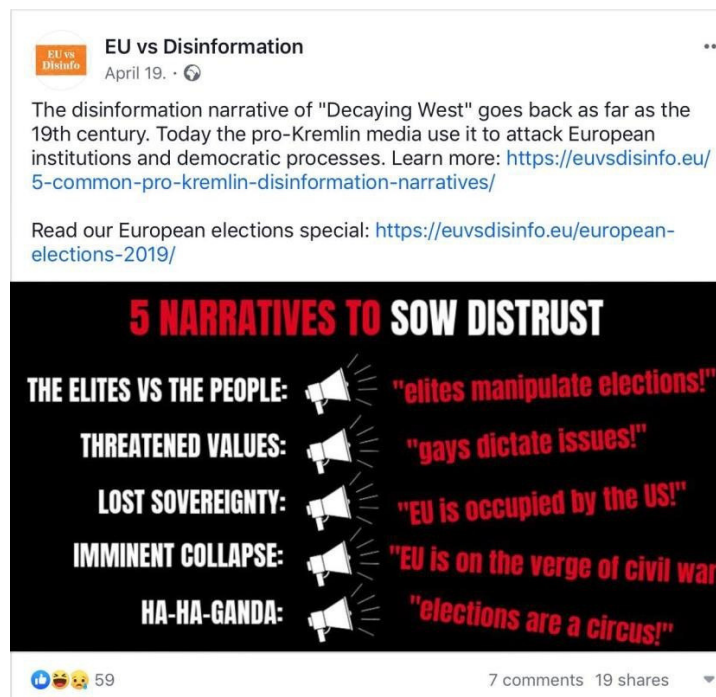 EU vs
Disinfo
EU vs Disinformation
April 19. ·
The disinformation narrative of "Decaying West" goes back as far as the
19th century. Today the pro-Kremlin media use it to attack European
institutions and democratic processes. Learn more: https://euvsdisinfo.eu/
5-common-pro-kremlin-disinformation-narratives/
Read our European elections special: https://euvsdisinfo.eu/european-
elections-2019/
5 NARRATIVES TO SOW DISTRUST
THE ELITES VS THE PEOPLE: "elites manipulate elections!"
THREATENED VALUES: "gays dictate issues!"
LOST SOVEREIGNTY: "EU is occupied by the US!"
IMMINENT COLLAPSE: "EU is on the verge of civil war
HA-HA-GANDA: "elections are a circus!"
59 7 comments 19 shares